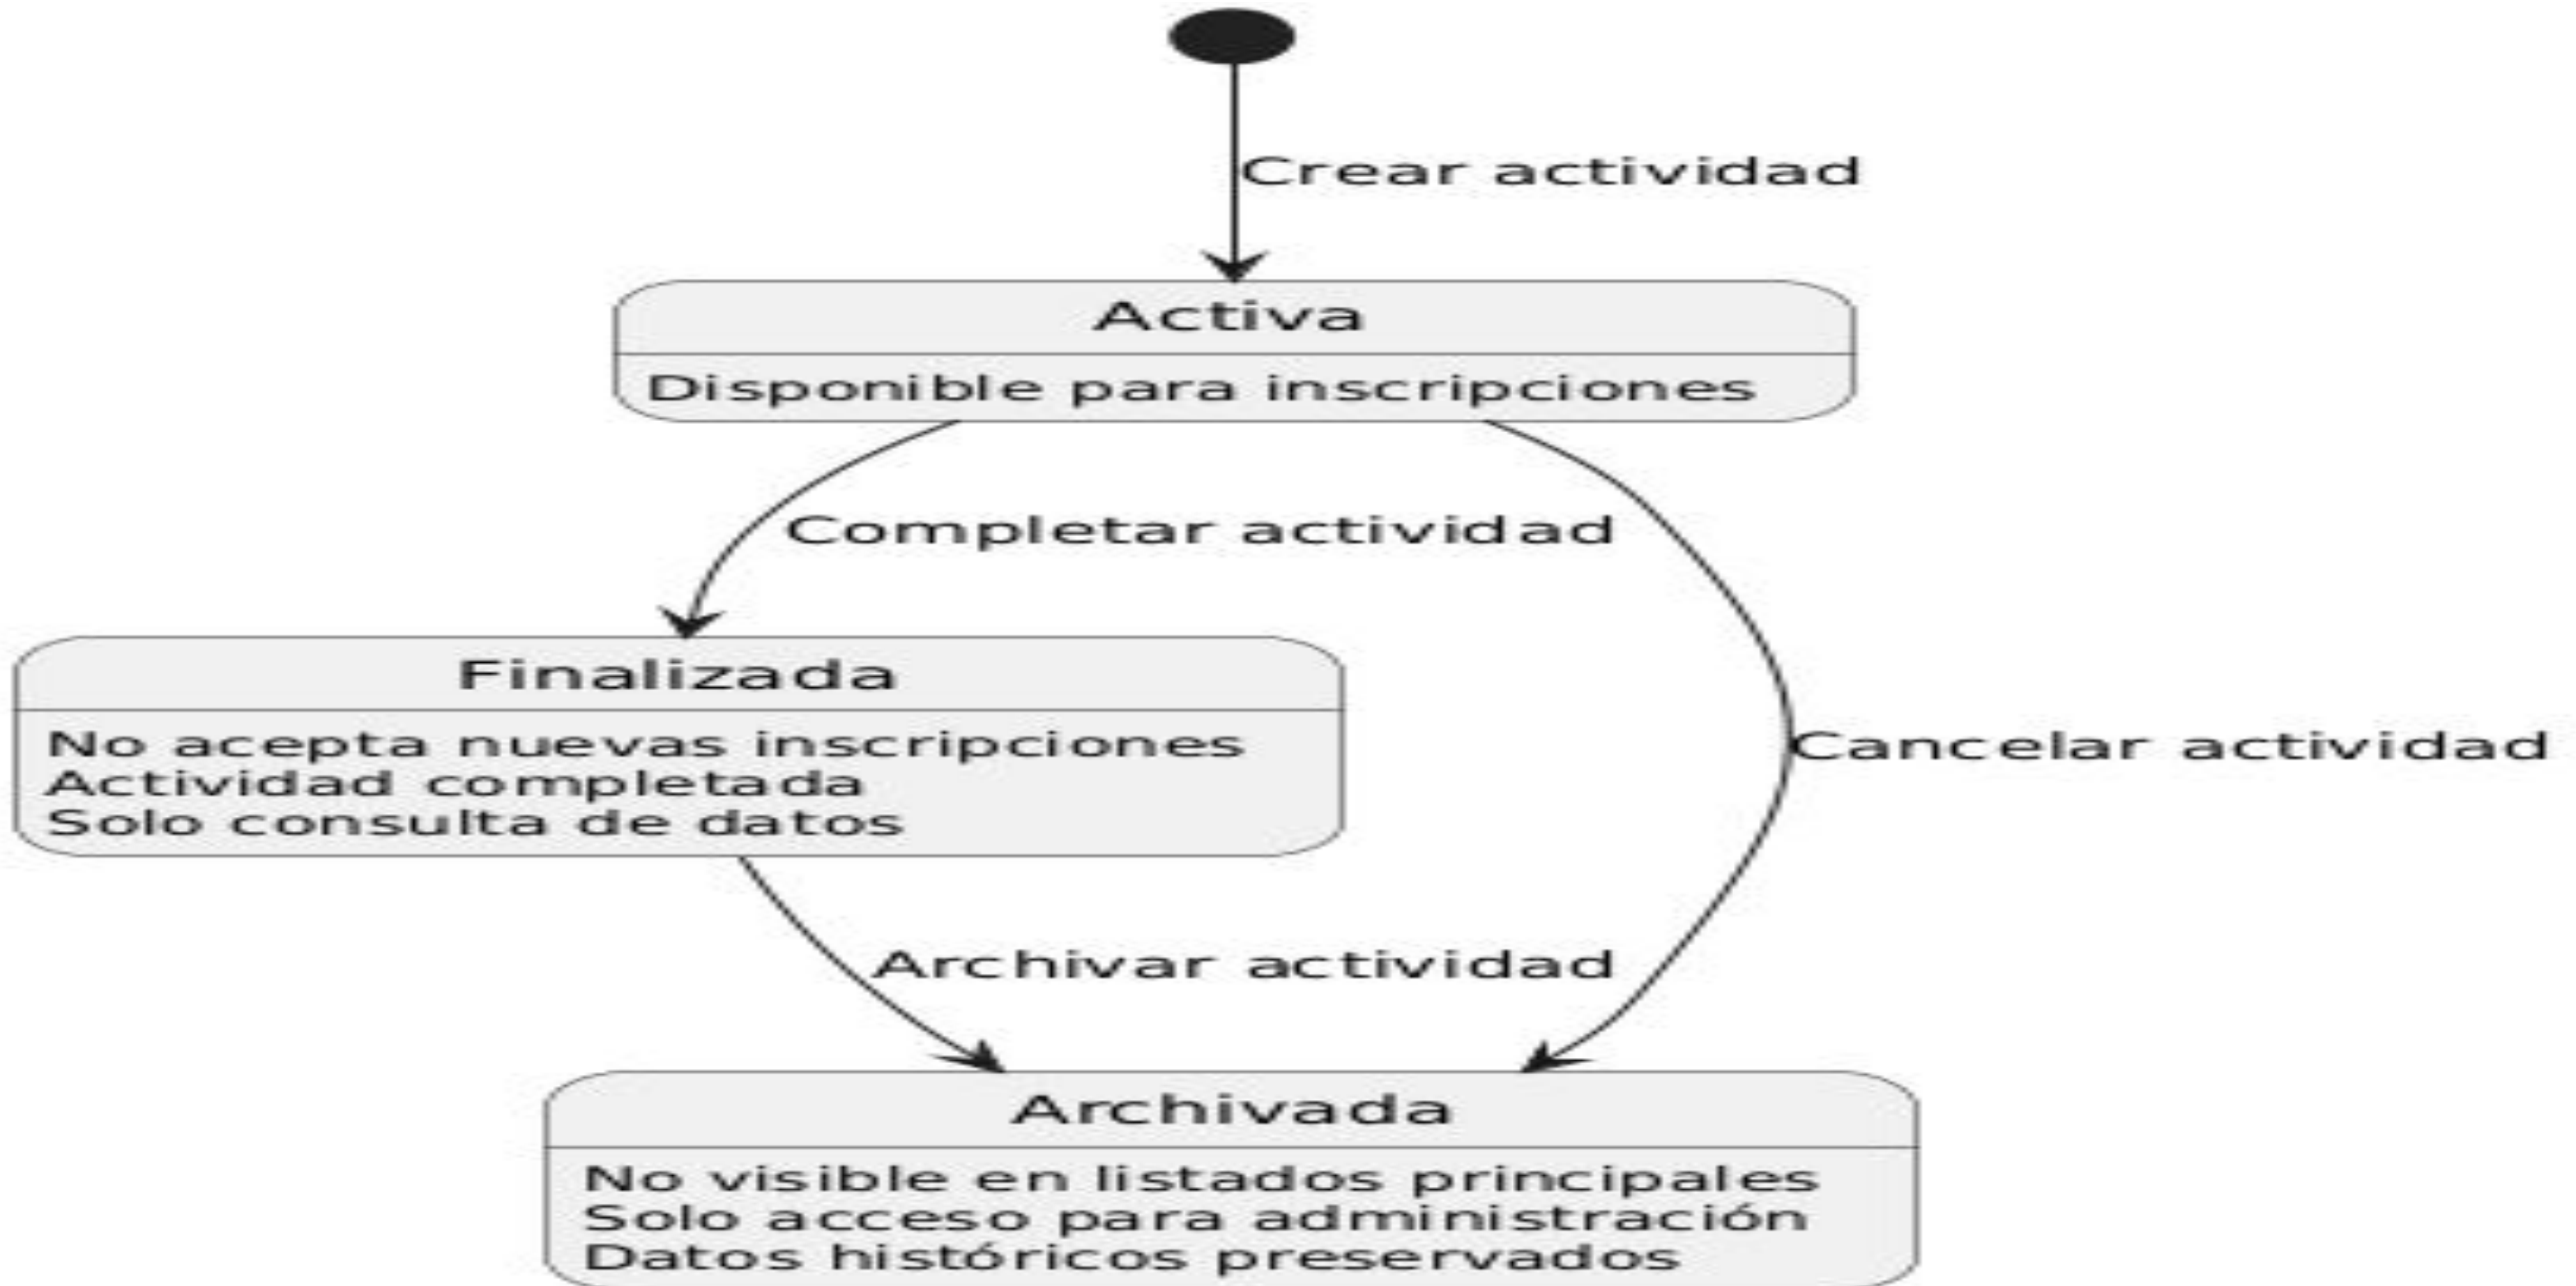 Crear actividad
Activa
Disponible para inscripciones
Completar actividad
Finalizada
No acepta nuevas inscripciones
Actividad completada
Solo consulta de datos
Cancelar actividad
Archivar actividad
Archivada
No visible en listados principales
Solo acceso para administración
Datos históricos preservados